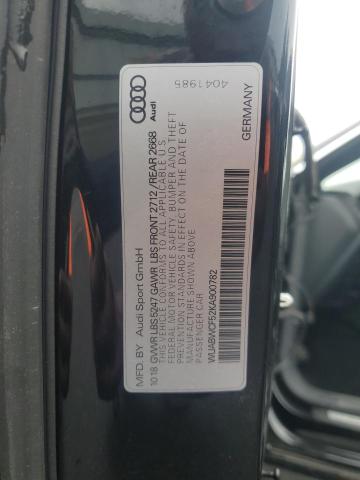 Audi
4041985
GERMANY
MFD. BY Audi Sport GmbH
10.18 GVWR LBS 5247 GAWR LBS FRONT 2712 / REAR 2668
THIS VEHICLE CONFORMS TO ALL
APPLICABLE U.S.
FEDERAL MOTOR VEHICLE SAFETY, BUMPER AND THEFT
PREVENTION STANDARDS IN EFFECT ON THE DATE OF
MANUFACTURE SHOWN ABOVE
PASSENGER CAR
WUABWCF52KA900782